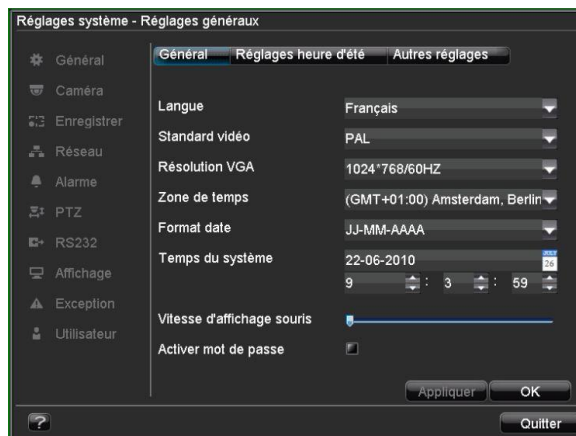 Réglages système - Réglages généraux
Général
Caméra
Enregistrer
Réseau
Alarme
PTZ
RS232
Affichage
Exception
Utilisateur
Général Réglages heure d'été Autres réglages
Langue Français
Standard vidéo PAL
Résolution VGA 1024*768/60HZ
Zone de temps (GMT+01:00) Amsterdam, Berlin
Format date JJ-MM-AAAA
Temps du système 22-06-2010
JULY
26
9 : 3 : 59
Vitesse d'affichage souris
Activer mot de passe
Appliquer OK
? Quitter